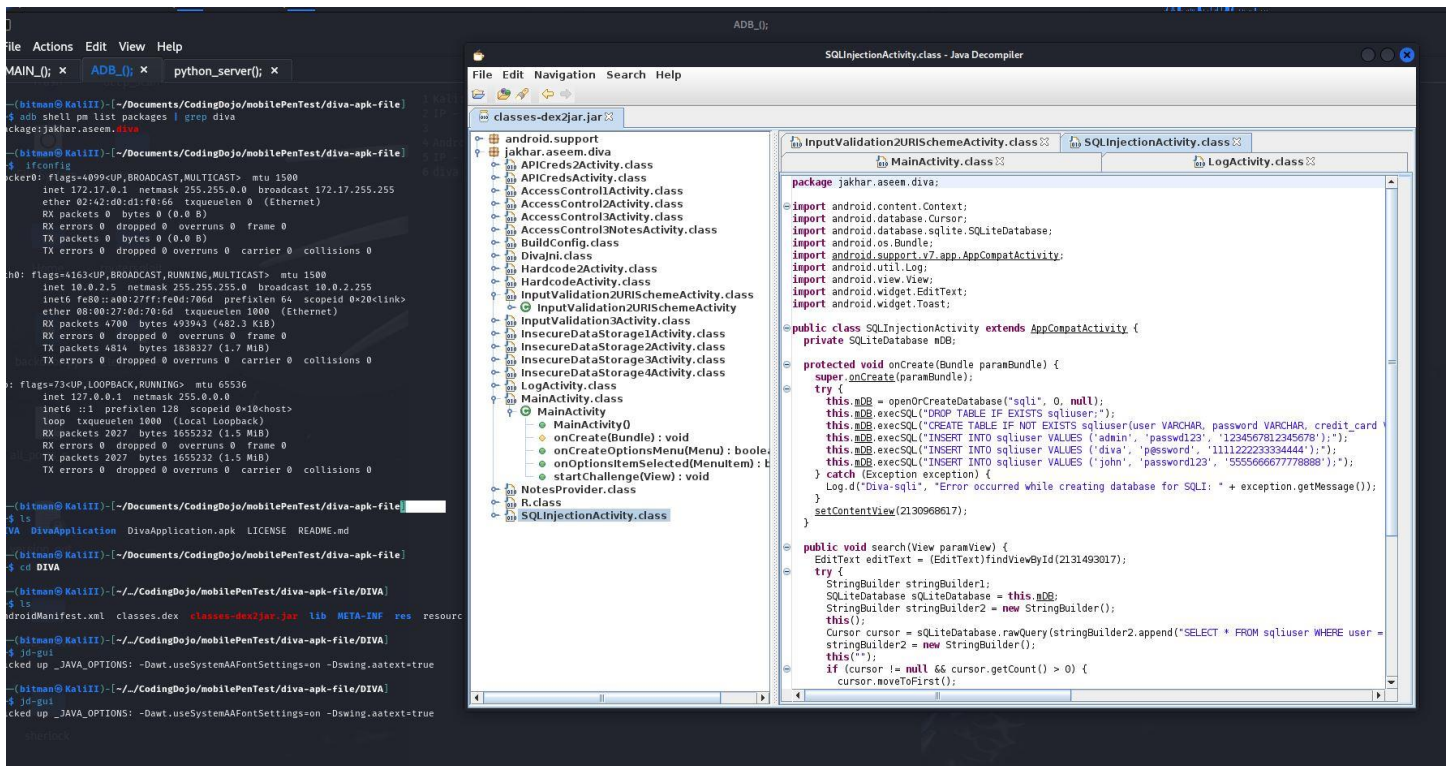 ADB_();
File Actions Edit View Help
MAIN_(); × ADB_(); × python_server(); ×
(bitman㉿KaliII)-[~/Documents/CodingDojo/mobilePenTest/diva-apk-file]
$ adb shell pm list packages | grep diva
ackage:jakhar.aseem.diva
(bitman㉿KaliII)-[~/Documents/CodingDojo/mobilePenTest/diva-apk-file]
$ ifconfig
ocker0: flags=4099<UP,BROADCAST,MULTICAST> mtu 1500
inet 172.17.0.1 netmask 255.255.0.0 broadcast 172.17.255.255
ether 02:42:d0:d1:f0:66 txqueuelen 0 (Ethernet)
RX packets 0 bytes 0 (0.0 B)
RX errors 0 dropped 0 overruns 0 frame 0
TX packets 0 bytes 0 (0.0 B)
TX errors 0 dropped 0 overruns 0 carrier 0 collisions 0
th0: flags=4163<UP,BROADCAST,RUNNING,MULTICAST> mtu 1500
inet 10.0.2.5 netmask 255.255.255.0 broadcast 10.0.2.255
inet6 fe80::a00:27ff:fe0d:706d prefixlen 64 scopeid 0×20<link>
ether 08:00:27:0d:70:6d txqueuelen 1000 (Ethernet)
RX packets 4700 bytes 493943 (482.3 KiB)
RX errors 0 dropped 0 overruns 0 frame 0
TX packets 4814 bytes 1838327 (1.7 MiB)
TX errors 0 dropped 0 overruns 0 carrier 0 collisions 0
o: flags=73<UP,LOOPBACK,RUNNING> mtu 65536
inet 127.0.0.1 netmask 255.0.0.0
inet6 ::1 prefixlen 128 scopeid 0×10<host>
loop txqueuelen 1000 (Local Loopback)
RX packets 2027 bytes 1655232 (1.5 MiB)
RX errors 0 dropped 0 overruns 0 frame 0
TX packets 2027 bytes 1655232 (1.5 MiB)
TX errors 0 dropped 0 overruns 0 carrier 0 collisions 0
(bitman㉿KaliII)-[~/Documents/CodingDojo/mobilePenTest/diva-apk-file]
$ ls
IVA DivaApplication DivaApplication.apk LICENSE README.md
(bitman㉿KaliII)-[~/Documents/CodingDojo/mobilePenTest/diva-apk-file]
$ cd DIVA
(bitman㉿KaliII)-[~/…/CodingDojo/mobilePenTest/diva-apk-file/DIVA]
$ ls
ndroidManifest.xml classes.dex classes-dex2jar.jar lib META-INF res resourc
(bitman㉿KaliII)-[~/…/CodingDojo/mobilePenTest/diva-apk-file/DIVA]
$ jd-gui
icked up _JAVA_OPTIONS: -Dawt.useSystemAAFontSettings=on -Dswing.aatext=true
(bitman㉿KaliII)-[~/…/CodingDojo/mobilePenTest/diva-apk-file/DIVA]
$ jd-gui
icked up _JAVA_OPTIONS: -Dawt.useSystemAAFontSettings=on -Dswing.aatext=true
SQLInjectionActivity.class - Java Decompiler
File Edit Navigation Search Help
classes-dex2jar.jar
android.support
jakhar.aseem.diva
APICreds2Activity.class
APICredsActivity.class
AccessControl1Activity.class
AccessControl2Activity.class
AccessControl3Activity.class
AccessControl3NotesActivity.class
BuildConfig.class
DivaJni.class
Hardcode2Activity.class
HardcodeActivity.class
InputValidation2URISchemeActivity.class
InputValidation2URISchemeActivity
InputValidation3Activity.class
InsecureDataStorage1Activity.class
InsecureDataStorage2Activity.class
InsecureDataStorage3Activity.class
InsecureDataStorage4Activity.class
LogActivity.class
MainActivity.class
MainActivity
MainActivity()
onCreate(Bundle) : void
onCreateOptionsMenu(Menu) : boole
onOptionsItemSelected(MenuItem) : b
startChallenge(View) : void
NotesProvider.class
R.class
SQLInjectionActivity.class
InputValidation2URISchemeActivity.class SQLInjectionActivity.class
MainActivity.class LogActivity.class
package jakhar.aseem.diva;
import android.content.Context;
import android.database.Cursor;
import android.database.sqlite.SQLiteDatabase;
import android.os.Bundle;
import android.support.v7.app.AppCompatActivity;
import android.util.Log;
import android.view.View;
import android.widget.EditText;
import android.widget.Toast;
public class SQLInjectionActivity extends AppCompatActivity {
private SQLiteDatabase mDB;
protected void onCreate(Bundle paramBundle) {
super.onCreate(paramBundle);
try {
this.mDB = openOrCreateDatabase("sqli", 0, null);
this.mDB.execSQL("DROP TABLE IF EXISTS sqliuser;");
this.mDB.execSQL("CREATE TABLE IF NOT EXISTS sqliuser(user VARCHAR, password VARCHAR, credit_card V
this.mDB.execSQL("INSERT INTO sqliuser VALUES ('admin', 'passwd123', '1234567812345678');");
this.mDB.execSQL("INSERT INTO sqliuser VALUES ('diva', 'p@ssword', '1111222233334444');");
this.mDB.execSQL("INSERT INTO sqliuser VALUES ('john', 'password123', '5555666677778888');");
} catch (Exception exception) {
Log.d("Diva-sqli", "Error occurred while creating database for SQLI: " + exception.getMessage());
}
setContentView(2130968617);
}
public void search(View paramView) {
EditText editText = (EditText)findViewById(2131493017);
try {
StringBuilder stringBuilder1;
SQLiteDatabase sQLiteDatabase = this.mDB;
StringBuilder stringBuilder2 = new StringBuilder();
this();
Cursor cursor = sQLiteDatabase.rawQuery(stringBuilder2.append("SELECT * FROM sqliuser WHERE user =
stringBuilder2 = new StringBuilder();
this("");
if (cursor != null && cursor.getCount() > 0) {
cursor.moveToFirst();